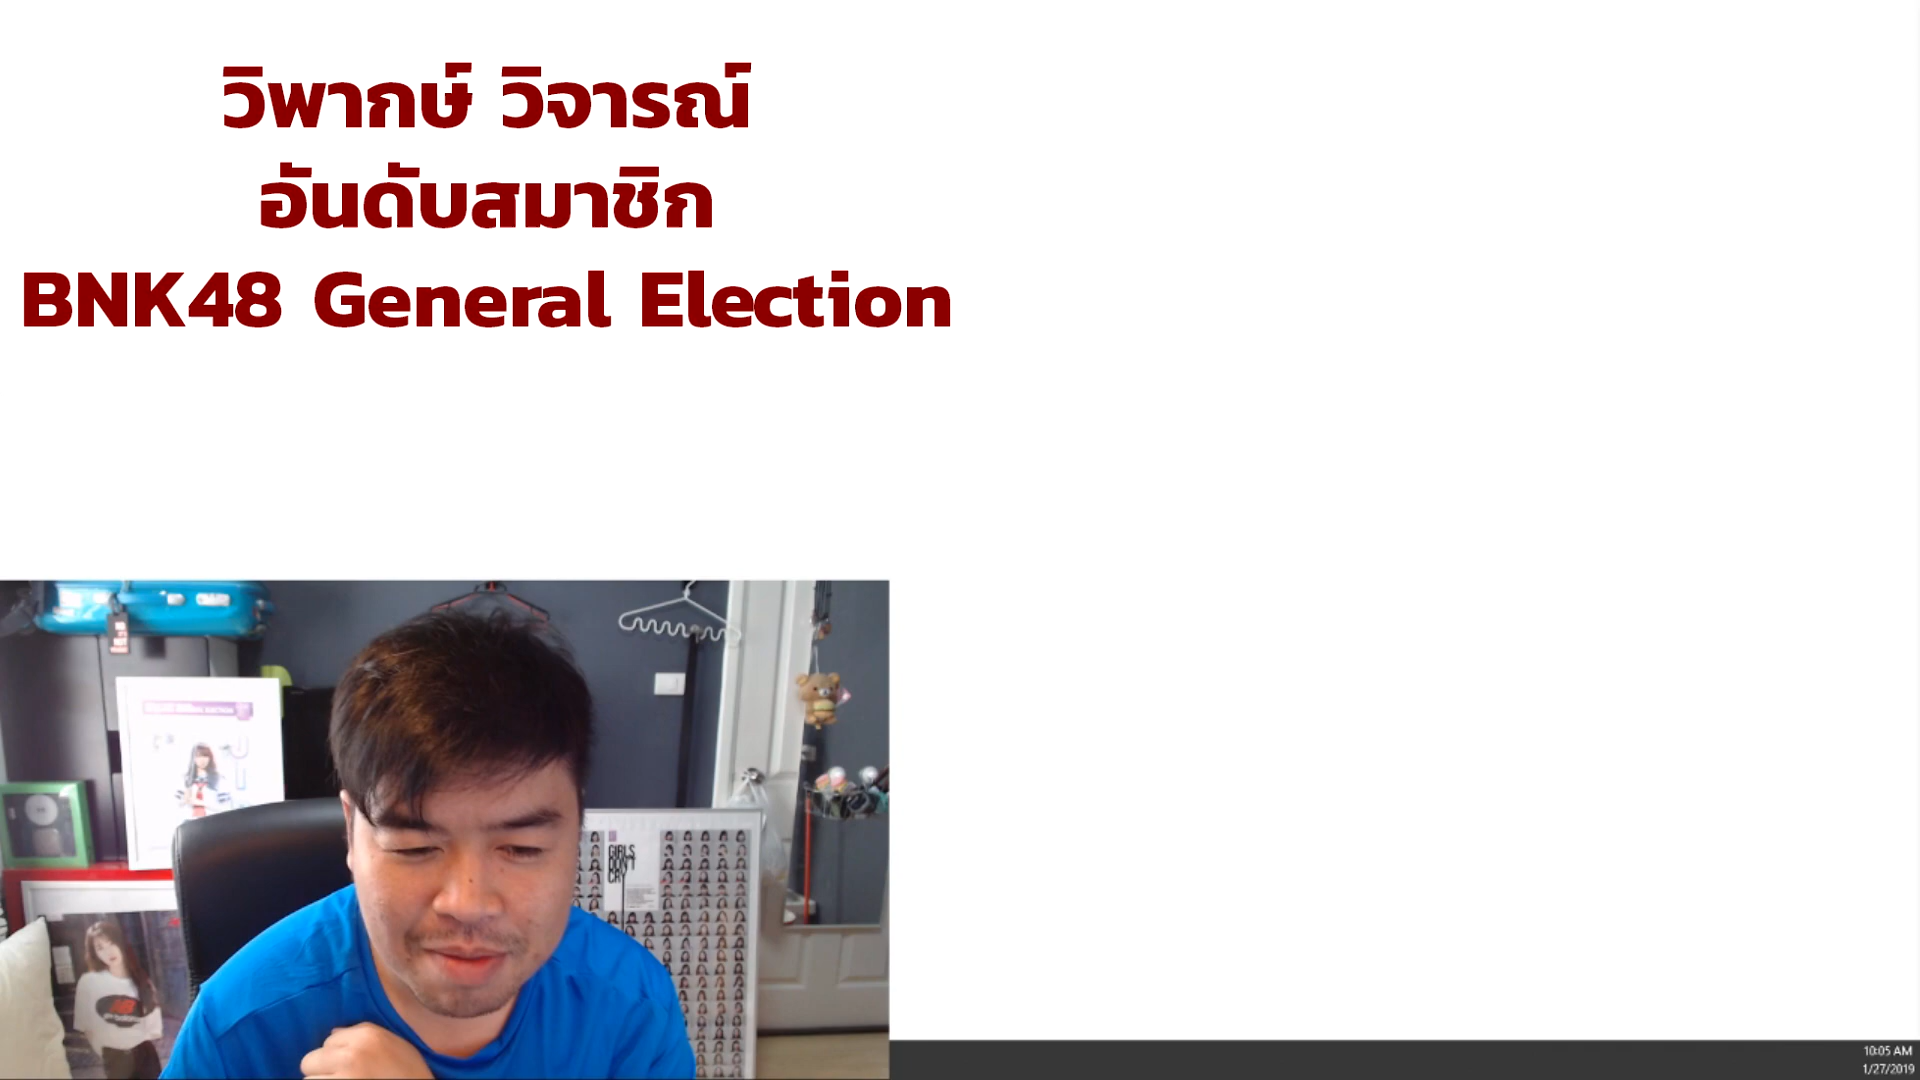 วิพากษ์ วิจารณ์
อันดับสมาชิก
BNK48 General Election
GIRLS
DON'T
CRY
10:05 AM
1/27/2019